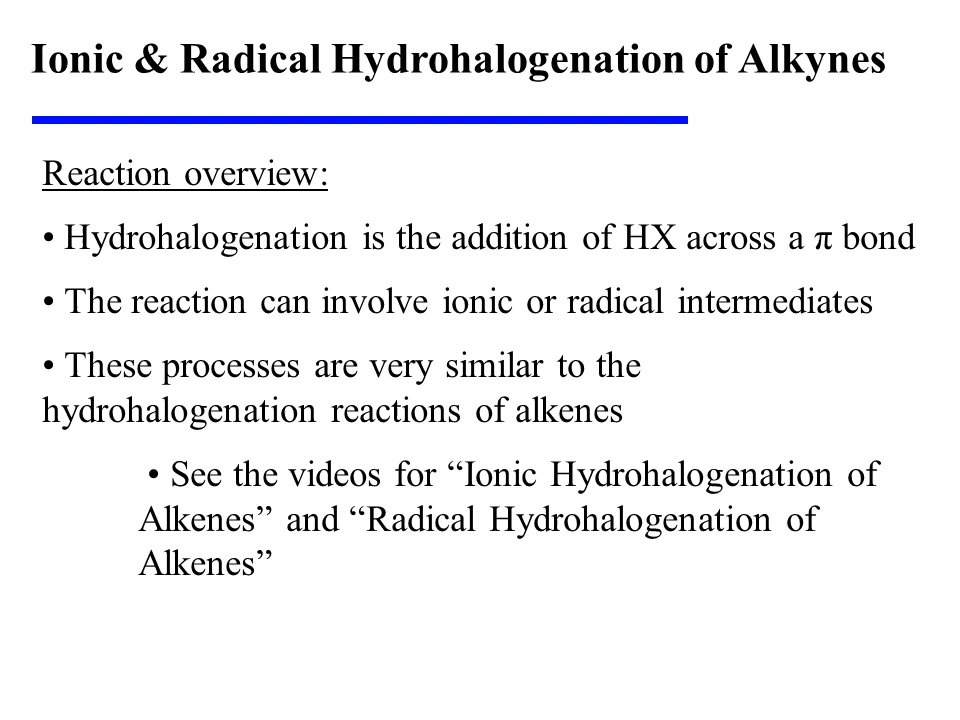 Ionic & Radical Hydrohalogenation of Alkynes
Reaction overview:
• Hydrohalogenation is the addition of HX across a π bond
• The reaction can involve ionic or radical intermediates
• These processes are very similar to the
hydrohalogenation reactions of alkenes
• See the videos for “Ionic Hydrohalogenation of
Alkenes” and “Radical Hydrohalogenation of
Alkenes”